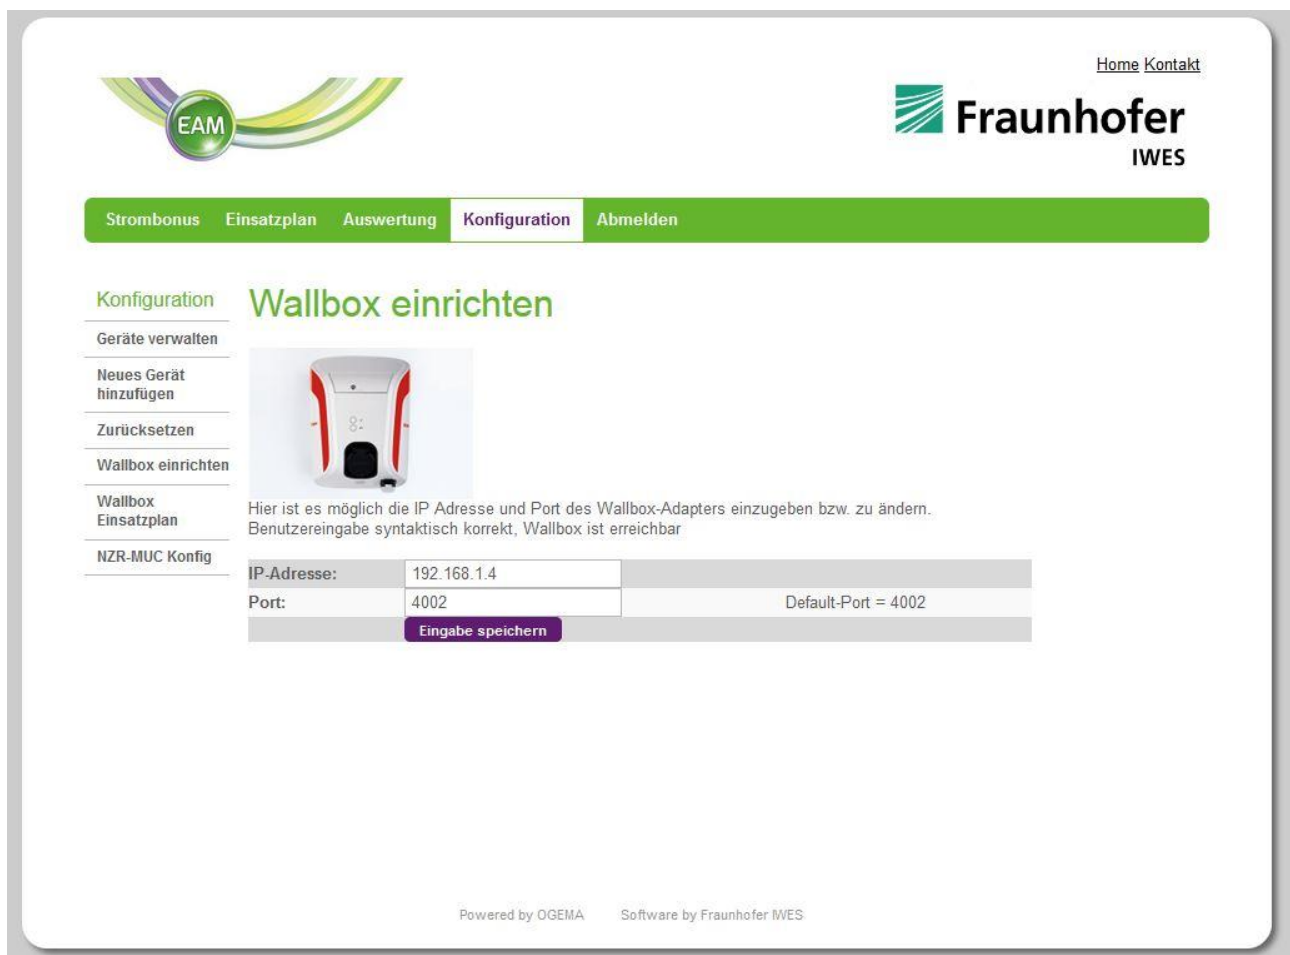 Home Kontakt
EAM
Fraunhofer
IWES
Strombonus Einsatzplan Auswertung Konfiguration Abmelden
Konfiguration
Geräte verwalten
Neues Gerät
hinzufügen
Zurücksetzen
Wallbox einrichten
Wallbox
Einsatzplan
NZR-MUC Konfig
Wallbox einrichten
Hier ist es möglich die IP Adresse und Port des Wallbox-Adapters einzugeben bzw. zu ändern.
Benutzereingabe syntaktisch korrekt, Wallbox ist erreichbar
IP-Adresse: 192.168.1.4
Port: 4002 Default-Port = 4002
Eingabe speichern
Powered by OGEMA Software by Fraunhofer IWES